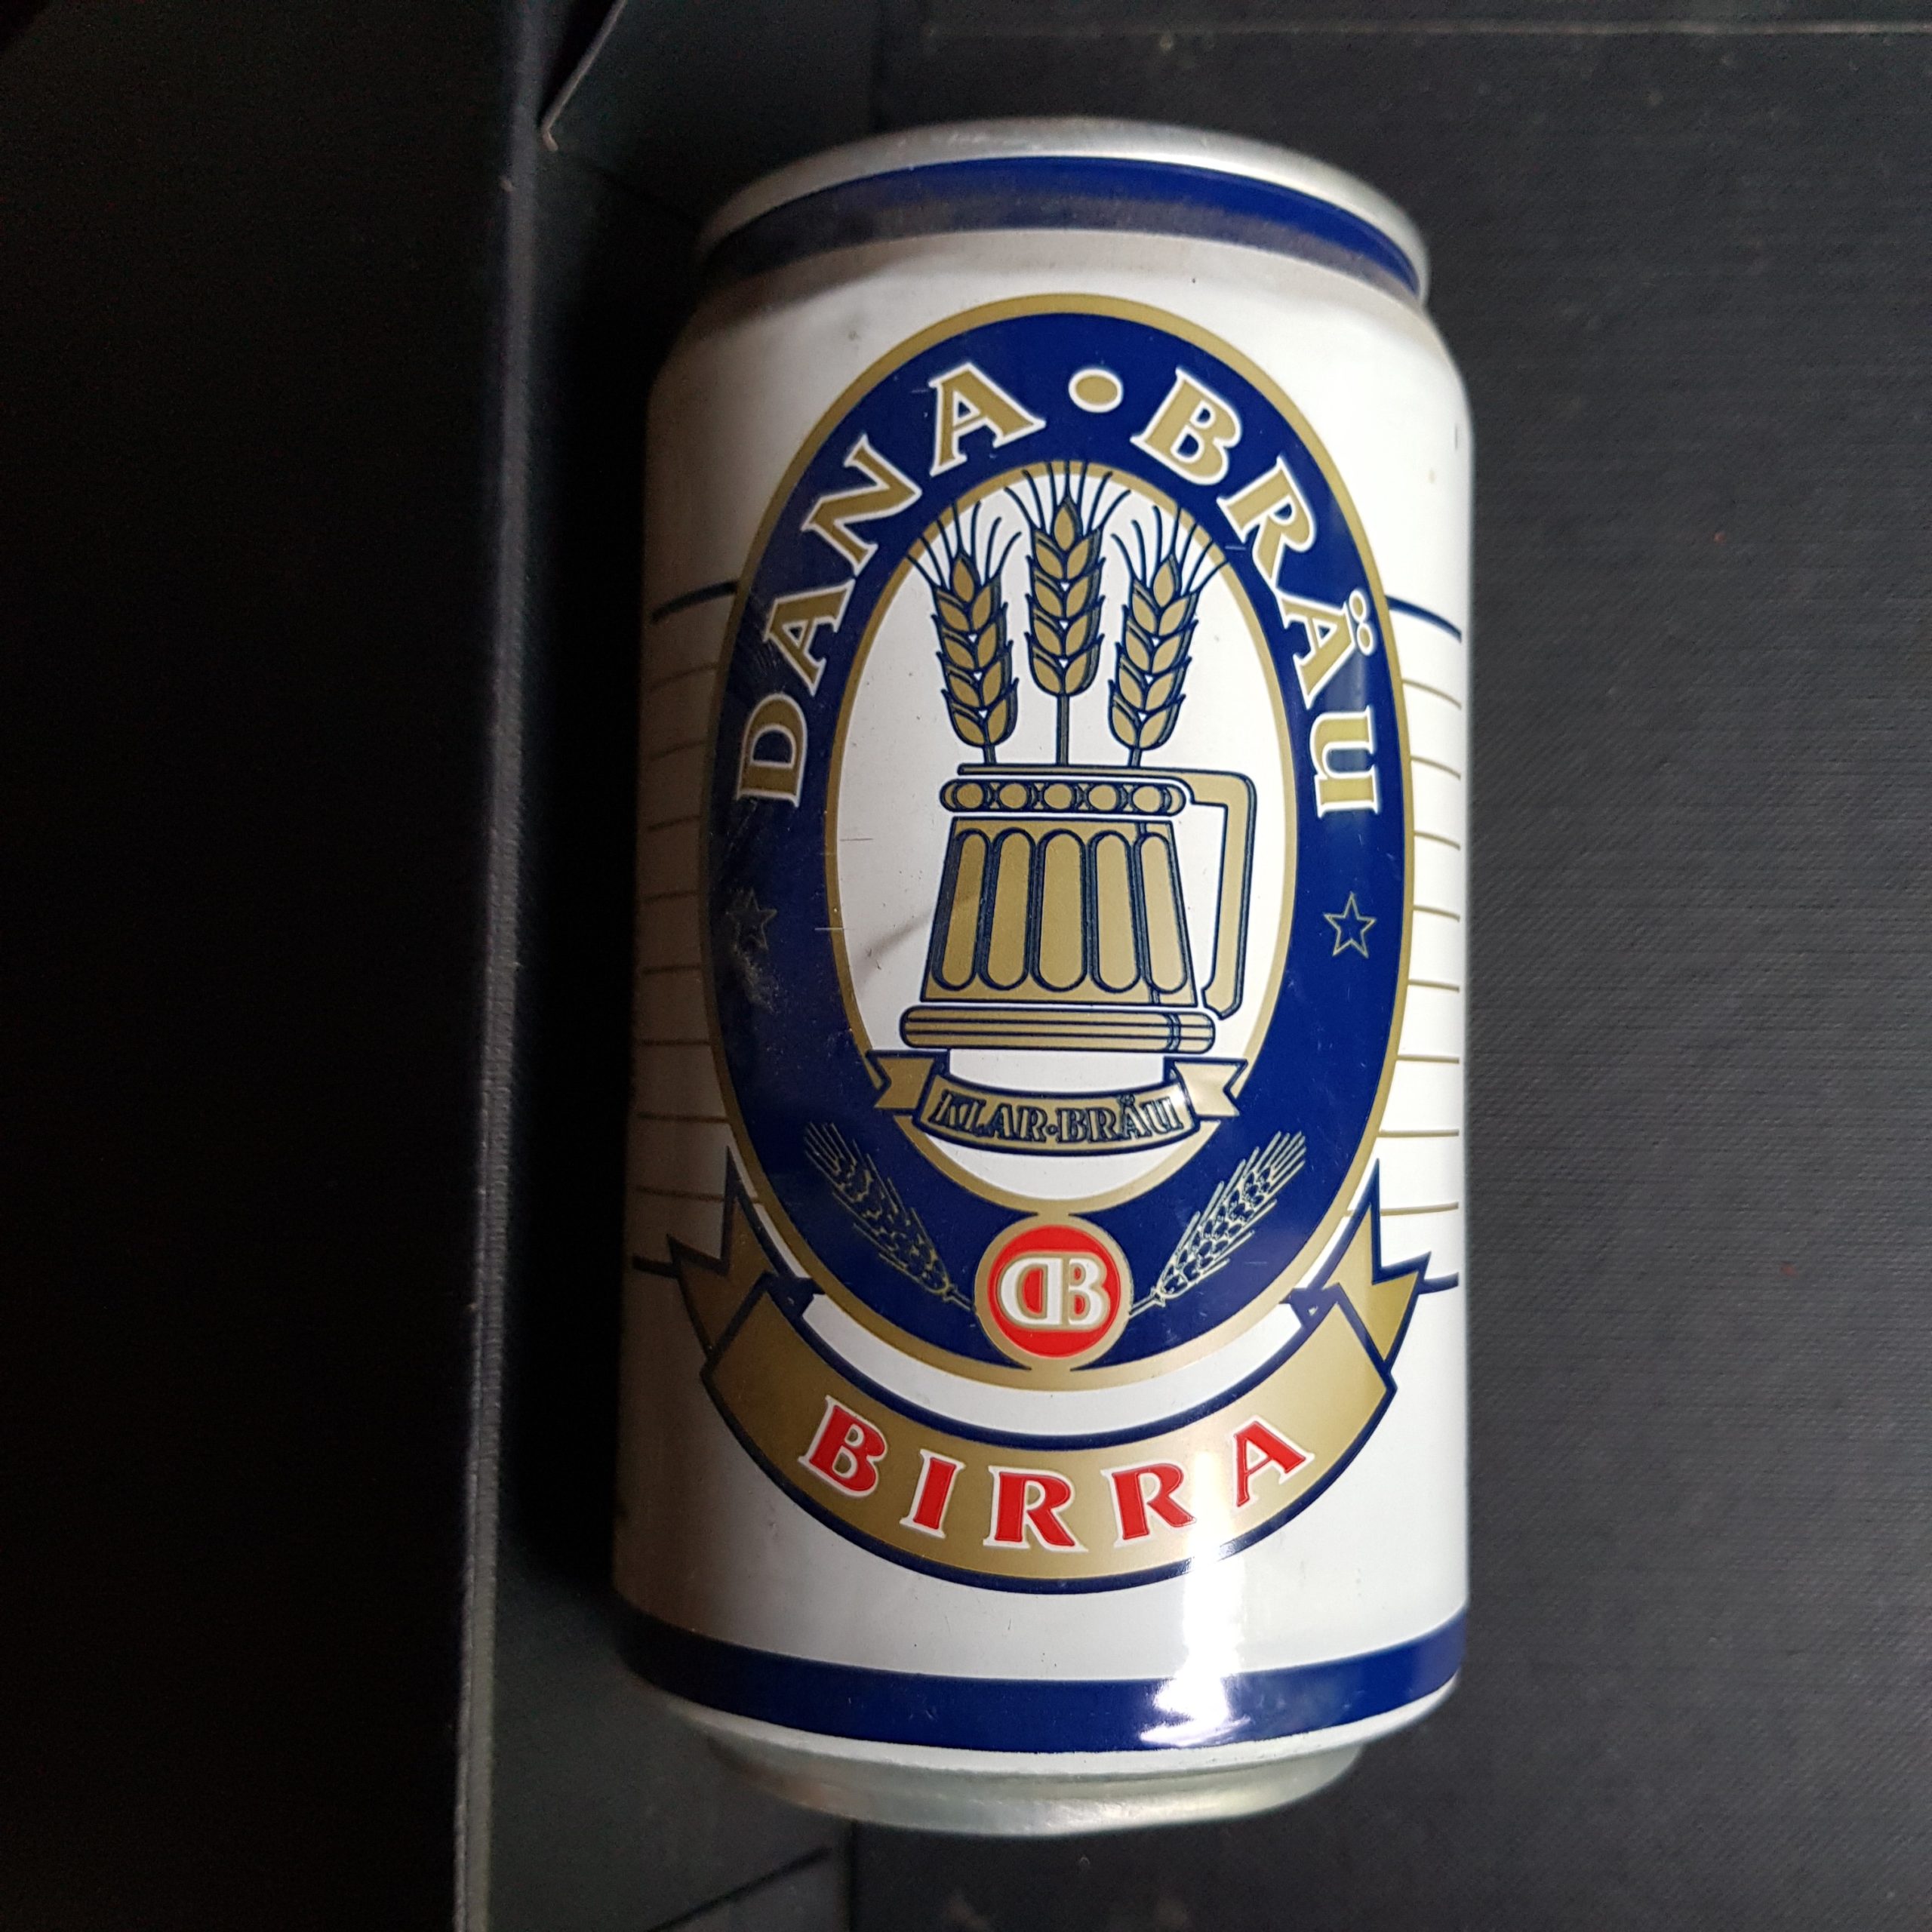 DANA • BRÄU
KLAR•BRÄU
DB
BIRRA